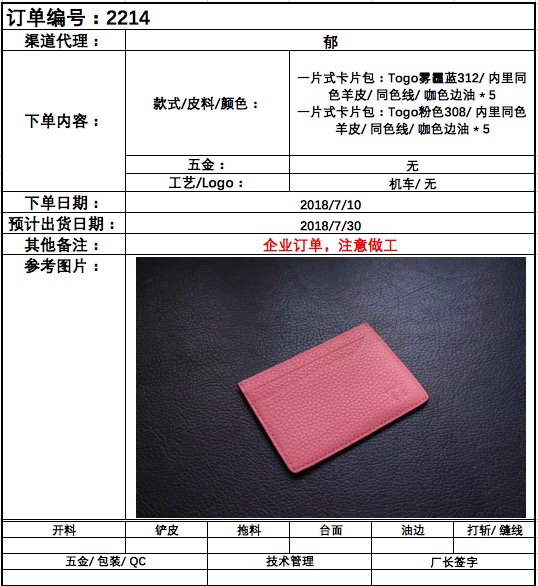 订单编号：2214
渠道代理：
郁
下单内容：
款式/皮料/颜色：
一片式卡片包：Togo雾霾蓝312/ 内里同
色羊皮/ 同色线/ 咖色边油 * 5
一片式卡片包：Togo粉色308/ 内里同色
羊皮/ 同色线/ 咖色边油 * 5
五金：
无
工艺/Logo：
机车/ 无
下单日期：
2018/7/10
预计出货日期：
2018/7/30
其他备注：
企业订单，注意做工
参考图片：
开料
铲皮
拖料
台面
油边
打斩/ 缝线
五金/ 包装/ QC
技术管理
厂长签字